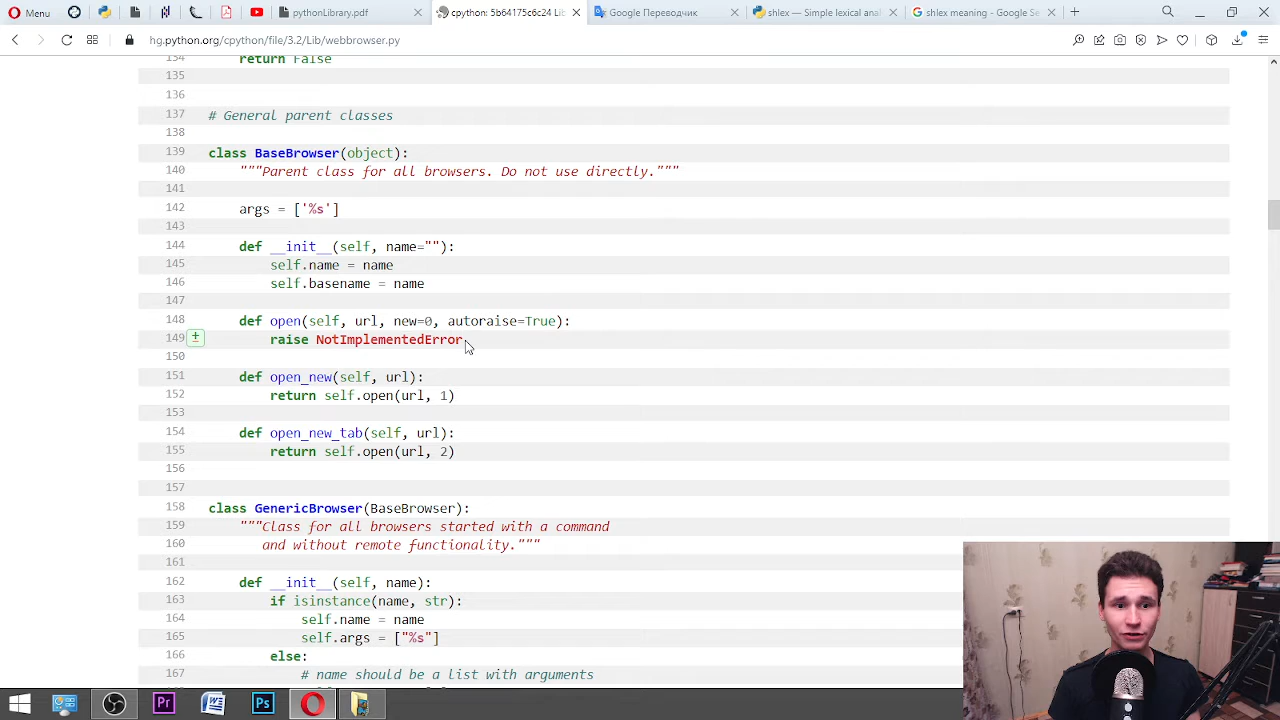 Menu
pythonLibrary.pdf
cpython: 5b64175c6c24 Lib
Google Переводчик
shlex — Simple lexical anal
shlex meaning - Google Se
hg.python.org/cpython/file/3.2/Lib/webbrowser.py
134 return False
135
136
137 # General parent classes
138
139 class BaseBrowser(object):
140 """Parent class for all browsers. Do not use directly."""
141
142 args = ['%s']
143
144 def __init__(self, name=""):
145 self.name = name
146 self.basename = name
147
148 def open(self, url, new=0, autoraise=True):
149 raise NotImplementedError
150
151 def open_new(self, url):
152 return self.open(url, 1)
153
154 def open_new_tab(self, url):
155 return self.open(url, 2)
156
157
158 class GenericBrowser(BaseBrowser):
159 """Class for all browsers started with a command
160 and without remote functionality."""
161
162 def __init__(self, name):
163 if isinstance(name, str):
164 self.name = name
165 self.args = ["%s"]
166 else:
167 # name should be a list with arguments
Pr
Ps